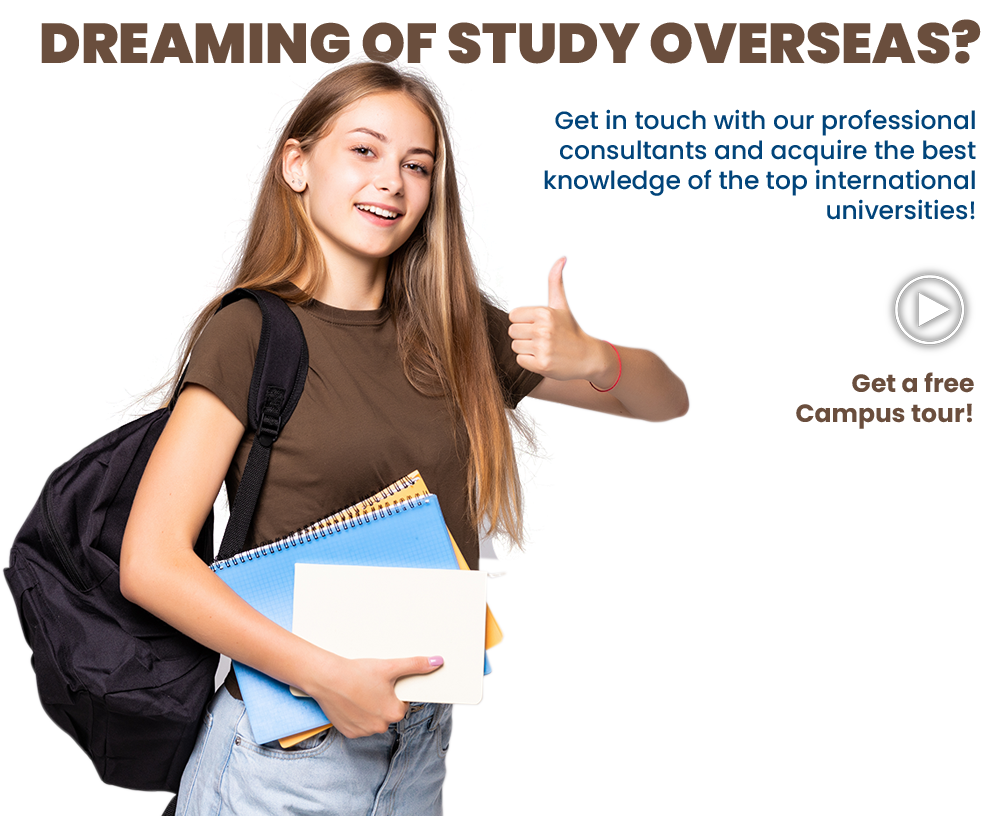 DREAMING OF STUDY OVERSEAS?
Get in touch with our professional
consultants and acquire the best
knowledge of the top international
universities!
Get a free
Campus tour!